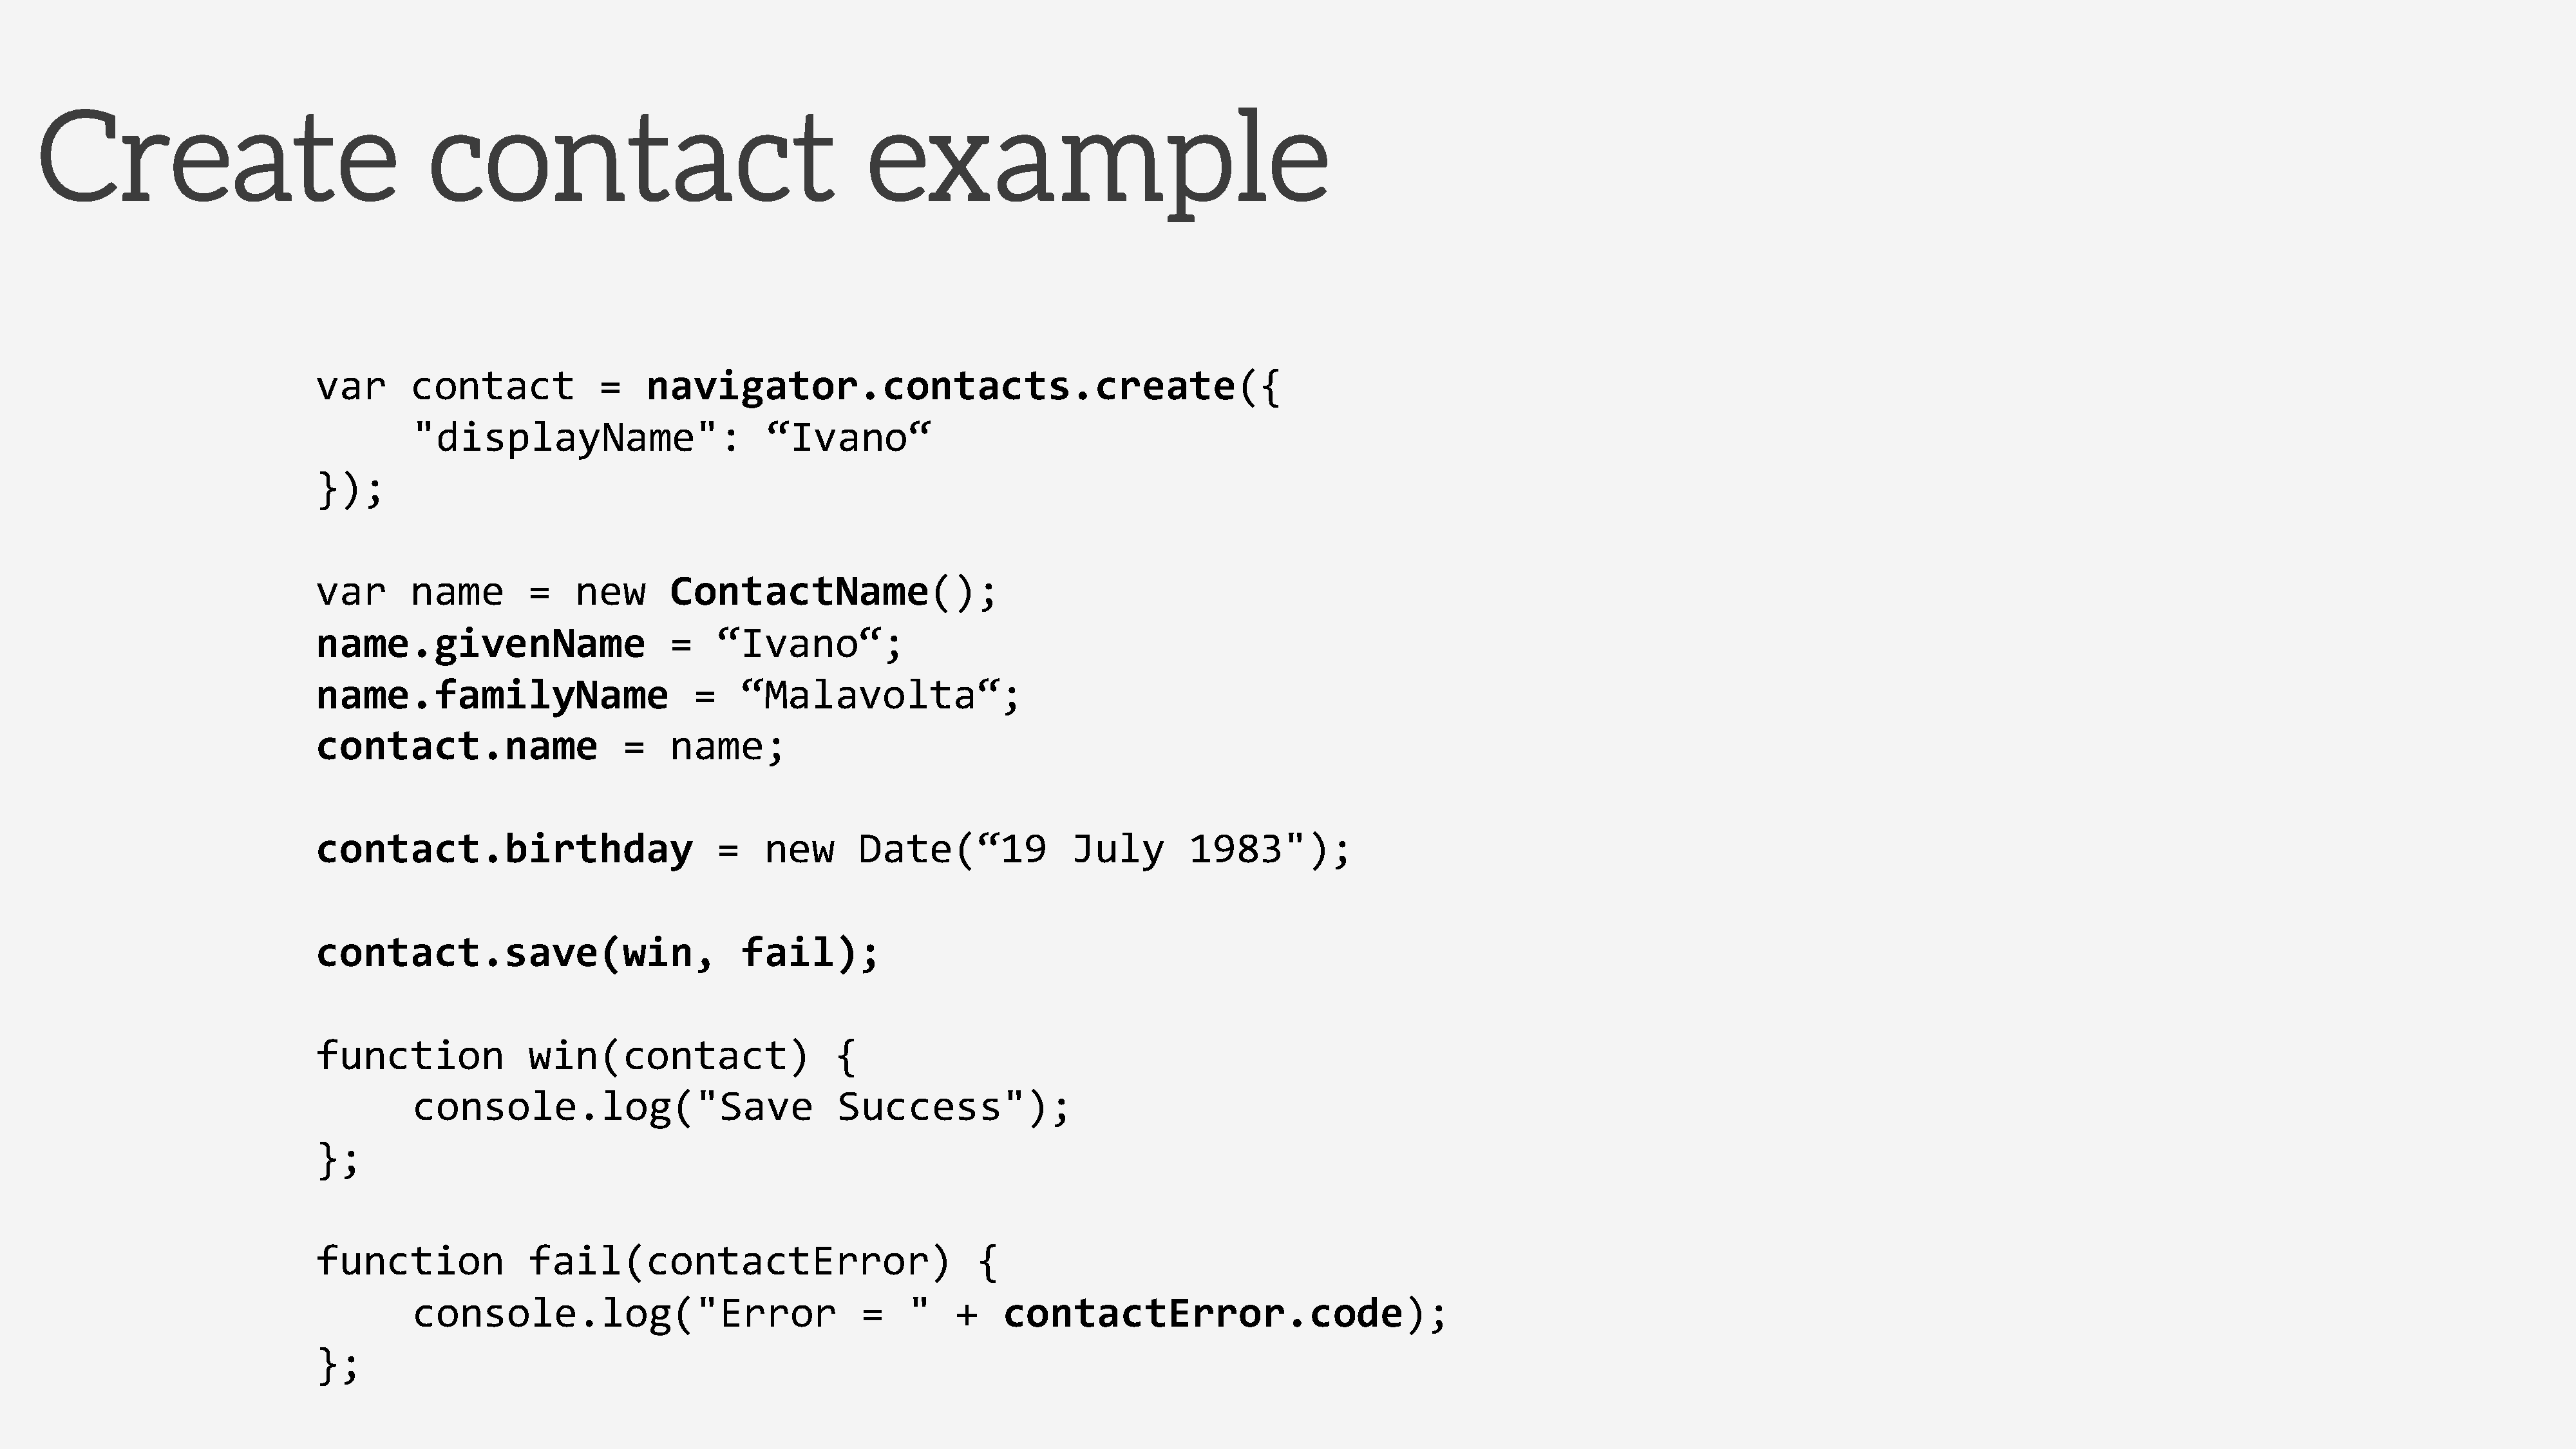 Create contact example
var contact = navigator.contacts.create({
"displayName": “Ivano“
});
var name = new ContactName();
name.givenName = “Ivano“;
name.familyName = “Malavolta“;
contact.name = name;
contact.birthday = new Date(“19 July 1983");
contact.save(win, fail);
function win(contact) {
console.log("Save Success");
};
function fail(contactError) {
console.log("Error = " + contactError.code);
};